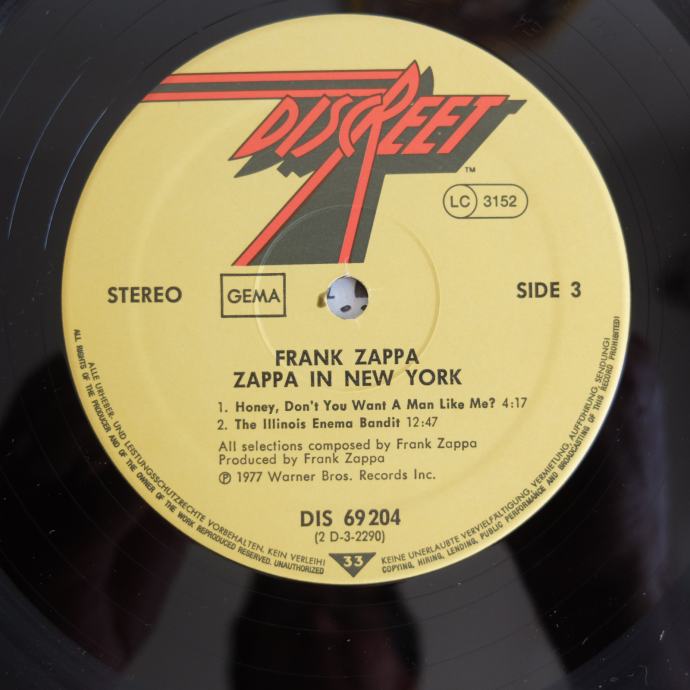 DISCREET
™
LC 3152
STEREO
GEMA
SIDE 3
FRANK ZAPPA
ZAPPA IN NEW YORK
1. Honey, Don't You Want A Man Like Me? 4:17
2. The Illinois Enema Bandit 12:47
All selections composed by Frank Zappa
Produced by Frank Zappa
℗ 1977 Warner Bros. Records Inc.
DIS 69 204
(2 D-3-2290)
33
ALLE URHEBER- UND LEISTUNGSSCHUTZRECHTE VORBEHALTEN. KEIN VERLEIH! KEINE UNERLAUBTE VERVIELFÄLTIGUNG, VERMIETUNG, AUFFÜHRUNG, SENDUNG!
ALL RIGHTS OF THE PRODUCER AND OF THE OWNER OF THE WORK REPRODUCED RESERVED. UNAUTHORIZED COPYING, HIRING, LENDING, PUBLIC PERFORMANCE AND BROADCASTING OF THIS RECORD PROHIBITED!